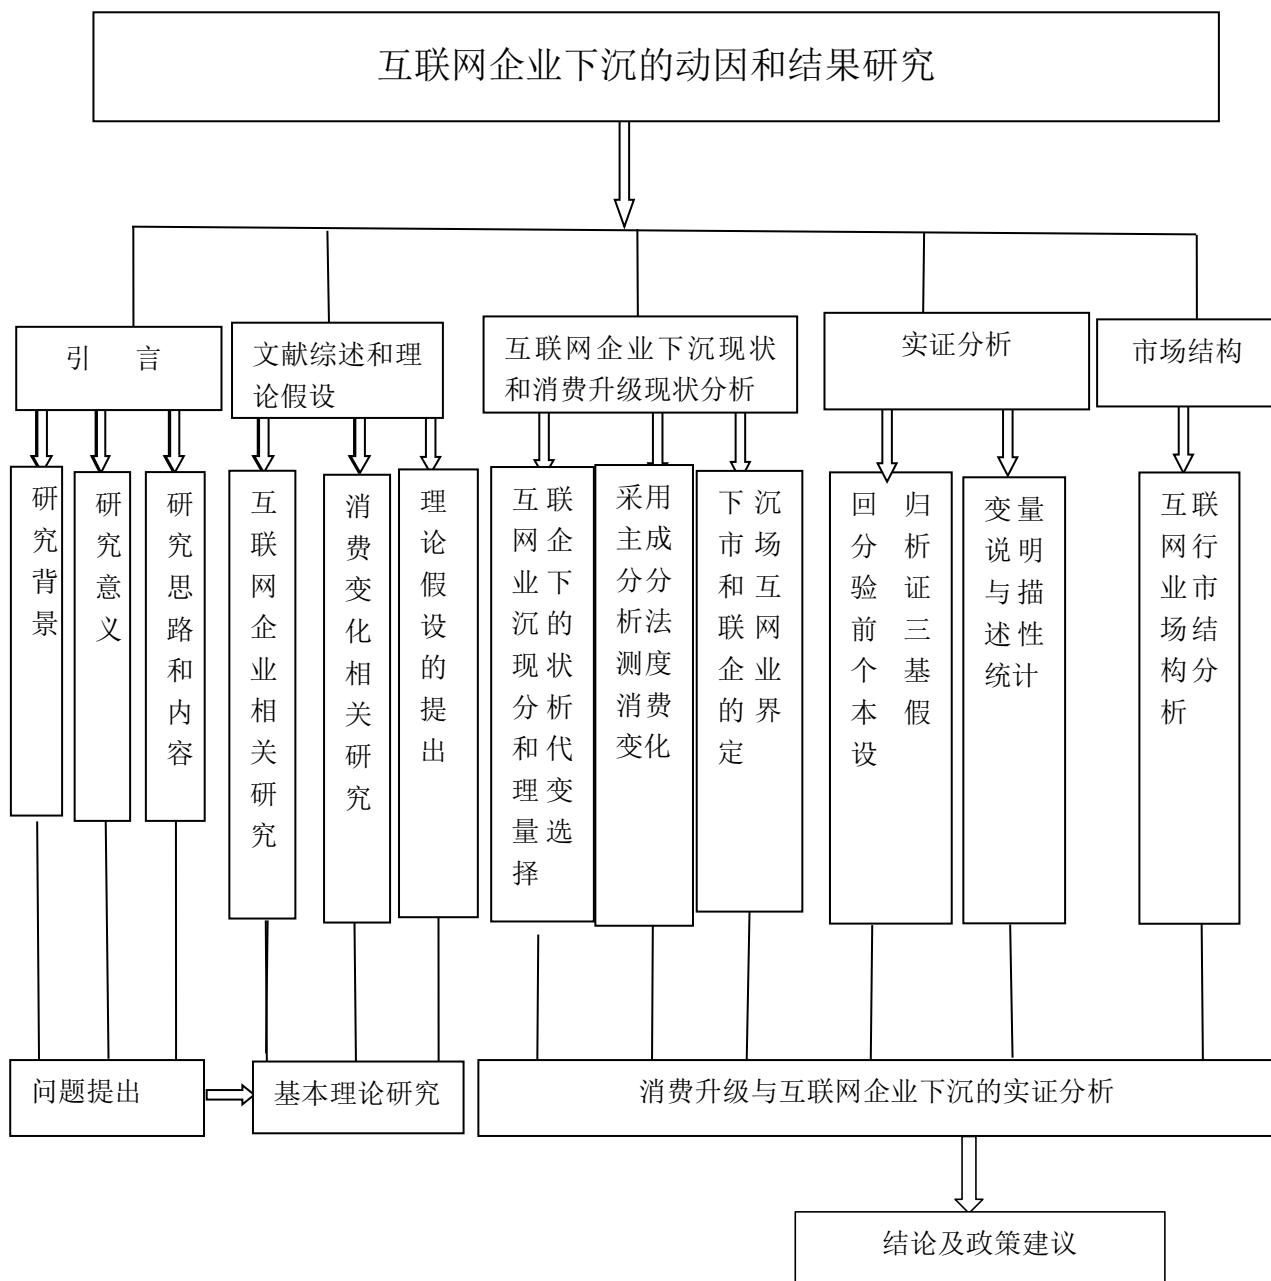 互联网企业下沉的动因和结果研究
引 言
文献综述和理
论假设
互联网企业下沉现状
和消费升级现状分析
实证分析
市场结构
研究背景
研究意义
研究思路和内容
互联网企业相关研究
消费变化相关研究
理论假设的提出
互联
网企
业下
沉的
现状
分析
和代
理变
量选
择
采用
主成
分分
析法
测度
消费
变化
下沉
市场
和互
联网
企业
的界
定
回归
分析
验证
前三
个基
本假
设
变量
说明
与描
述性
统计
互联
网行
业市
场结
构分
析
问题提出
基本理论研究
消费升级与互联网企业下沉的实证分析
结论及政策建议